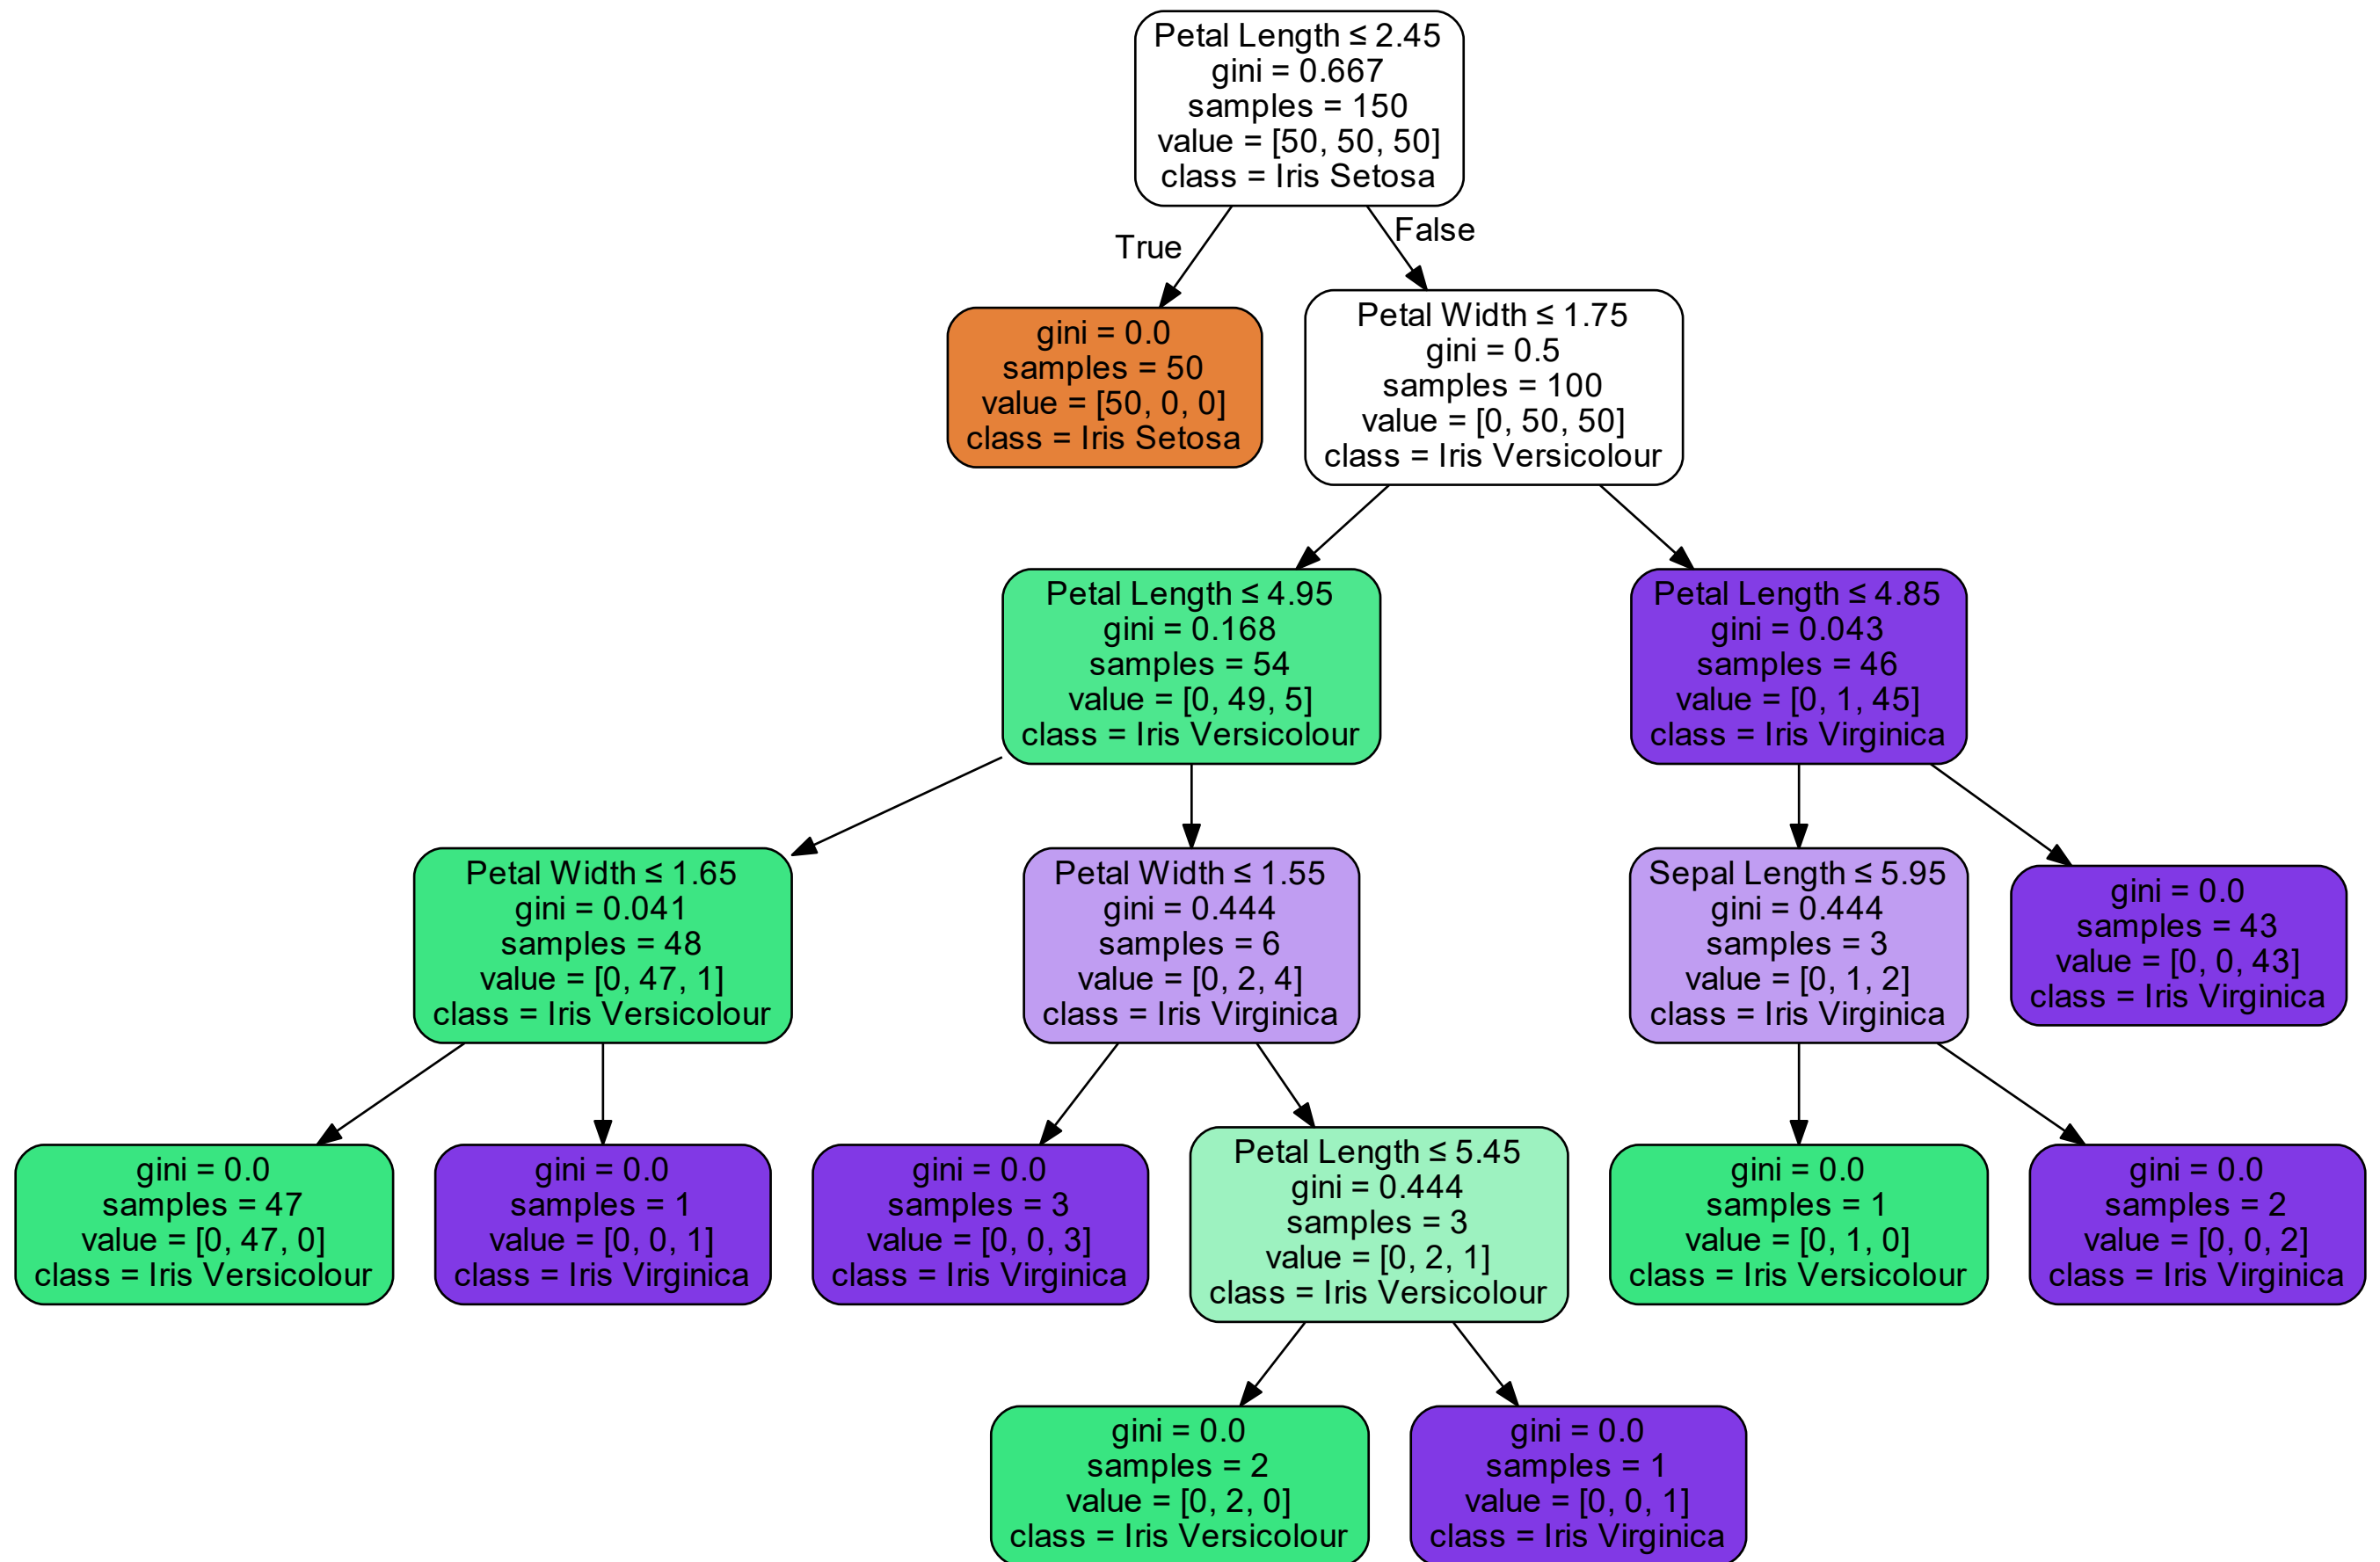 Petal Length ≤ 2.45
gini = 0.667
samples = 150
value = [50, 50, 50]
class = Iris Setosa
True
False
gini = 0.0
samples = 50
value = [50, 0, 0]
class = Iris Setosa
Petal Width ≤ 1.75
gini = 0.5
samples = 100
value = [0, 50, 50]
class = Iris Versicolour
Petal Length ≤ 4.95
gini = 0.168
samples = 54
value = [0, 49, 5]
class = Iris Versicolour
Petal Length ≤ 4.85
gini = 0.043
samples = 46
value = [0, 1, 45]
class = Iris Virginica
Petal Width ≤ 1.65
gini = 0.041
samples = 48
value = [0, 47, 1]
class = Iris Versicolour
Petal Width ≤ 1.55
gini = 0.444
samples = 6
value = [0, 2, 4]
class = Iris Virginica
Sepal Length ≤ 5.95
gini = 0.444
samples = 3
value = [0, 1, 2]
class = Iris Virginica
gini = 0.0
samples = 43
value = [0, 0, 43]
class = Iris Virginica
gini = 0.0
samples = 47
value = [0, 47, 0]
class = Iris Versicolour
gini = 0.0
samples = 1
value = [0, 0, 1]
class = Iris Virginica
gini = 0.0
samples = 3
value = [0, 0, 3]
class = Iris Virginica
Petal Length ≤ 5.45
gini = 0.444
samples = 3
value = [0, 2, 1]
class = Iris Versicolour
gini = 0.0
samples = 1
value = [0, 1, 0]
class = Iris Versicolour
gini = 0.0
samples = 2
value = [0, 0, 2]
class = Iris Virginica
gini = 0.0
samples = 2
value = [0, 2, 0]
class = Iris Versicolour
gini = 0.0
samples = 1
value = [0, 0, 1]
class = Iris Virginica